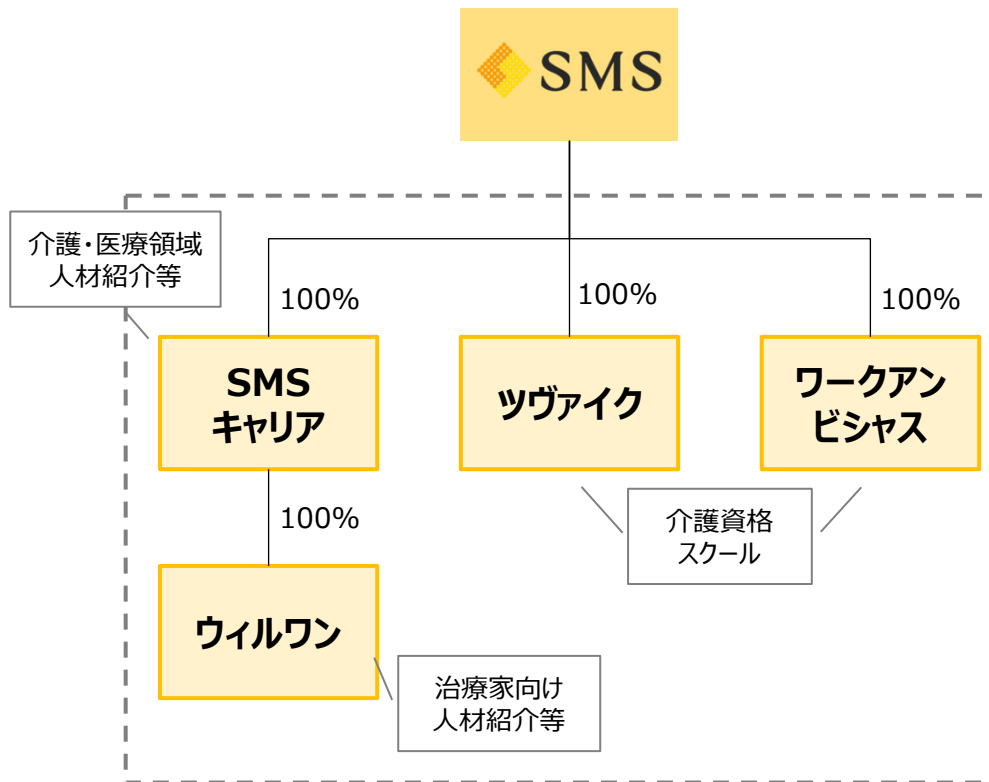 SMS
介護・医療領域
人材紹介等
100%
100%
100%
SMS
キャリア
ツヴァイク
ワークアン
ビシャス
100%
介護資格
スクール
ウィルワン
治療家向け
人材紹介等